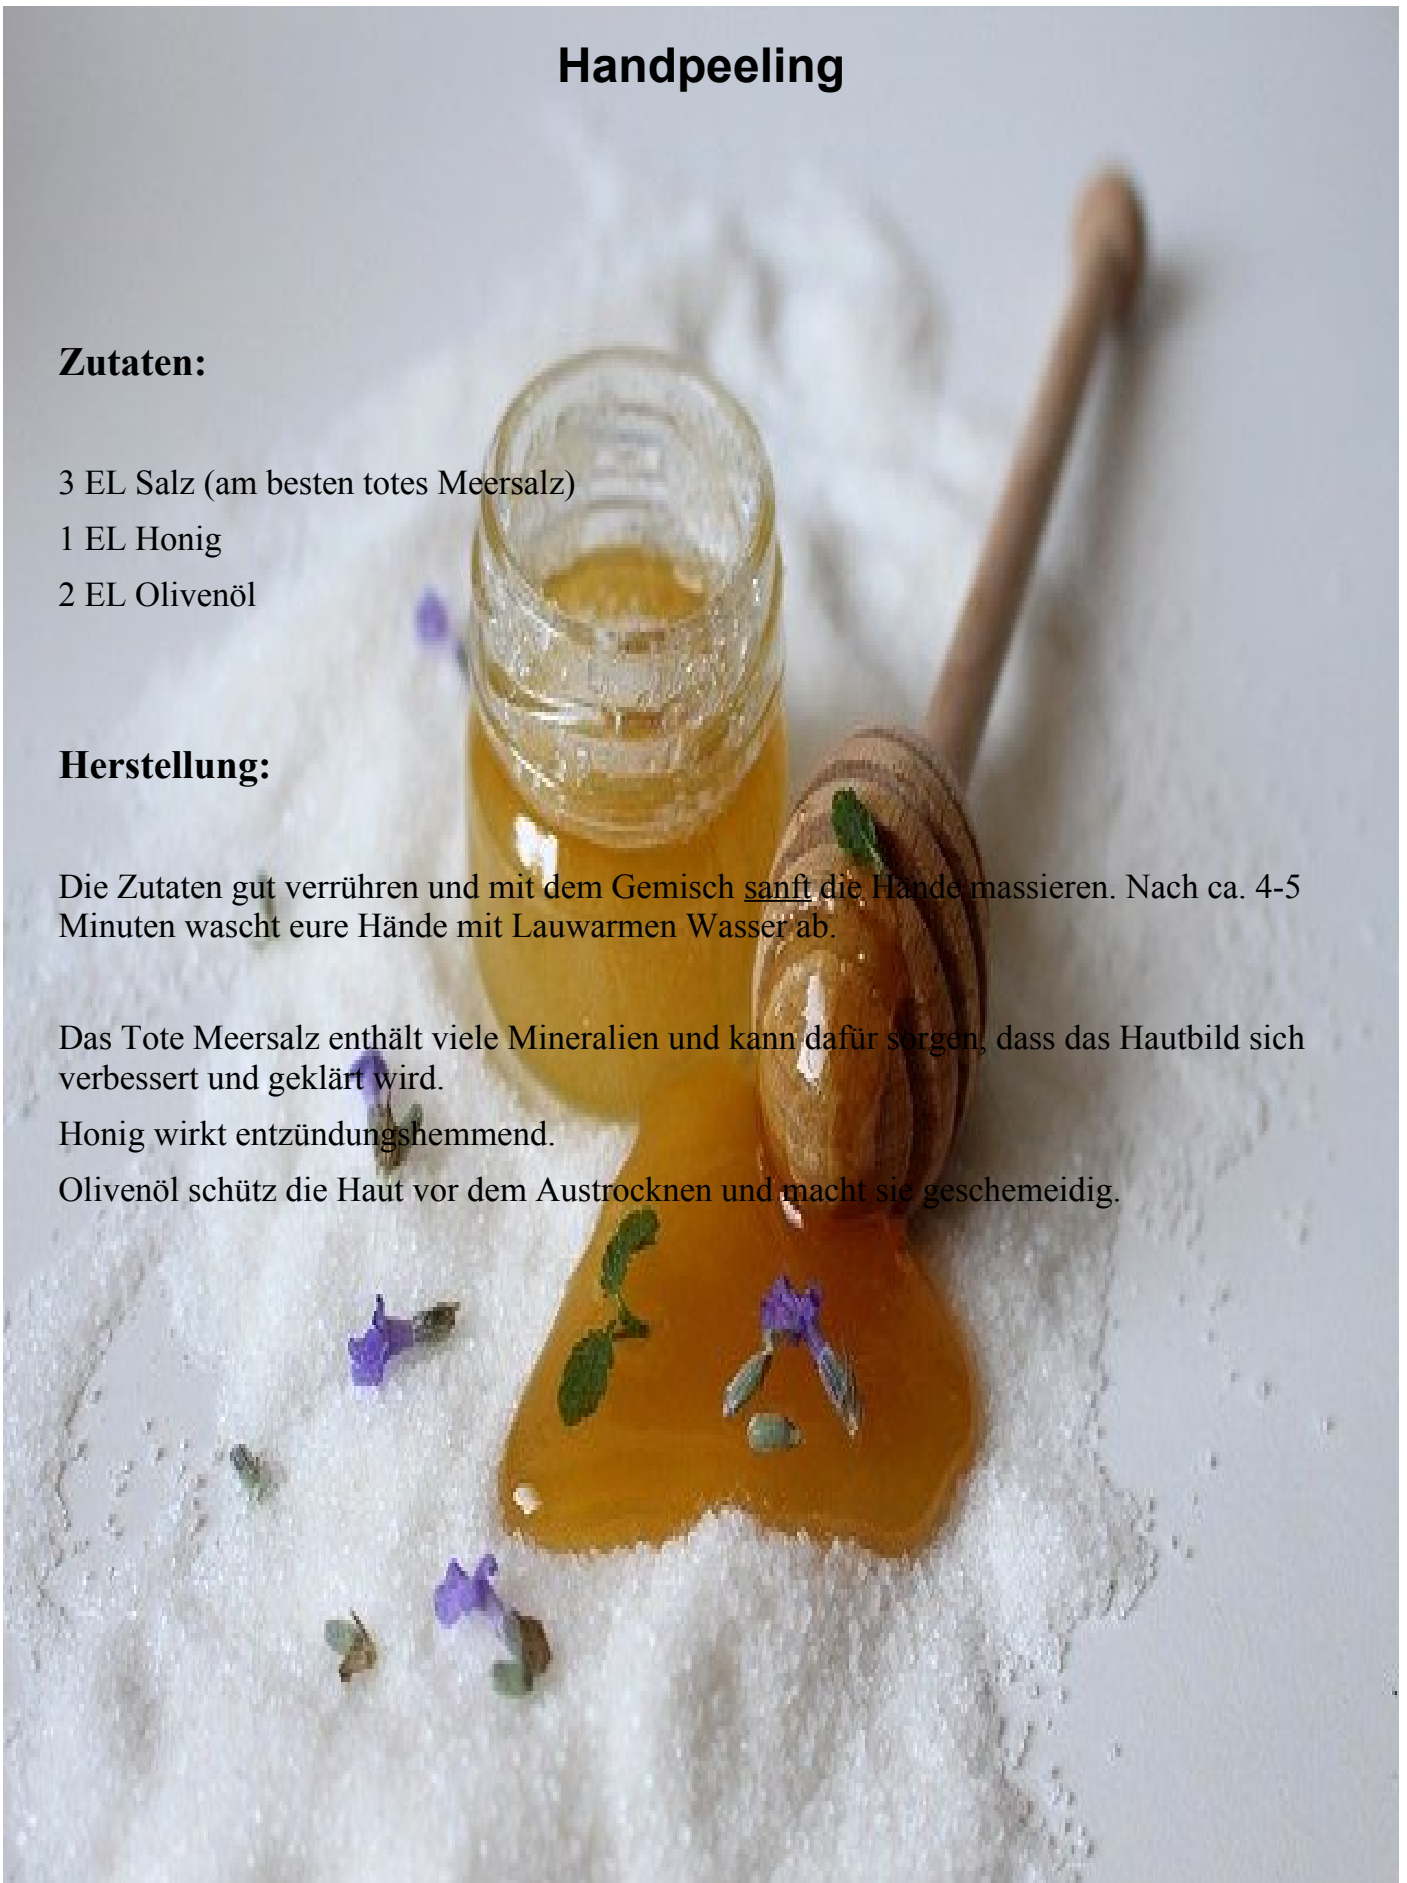 Handpeeling
Zutaten:
3 EL Salz (am besten totes Meersalz)
1 EL Honig
2 EL Olivenöl
Herstellung:
Die Zutaten gut verrühren und mit dem Gemisch sanft die Hände massieren. Nach ca. 4-5
Minuten wascht eure Hände mit Lauwarmen Wasser ab.
Das Tote Meersalz enthält viele Mineralien und kann dafür sorgen, dass das Hautbild sich
verbessert und geklärt wird.
Honig wirkt entzündungshemmend.
Olivenöl schütz die Haut vor dem Austrocknen und macht sie geschemeidig.